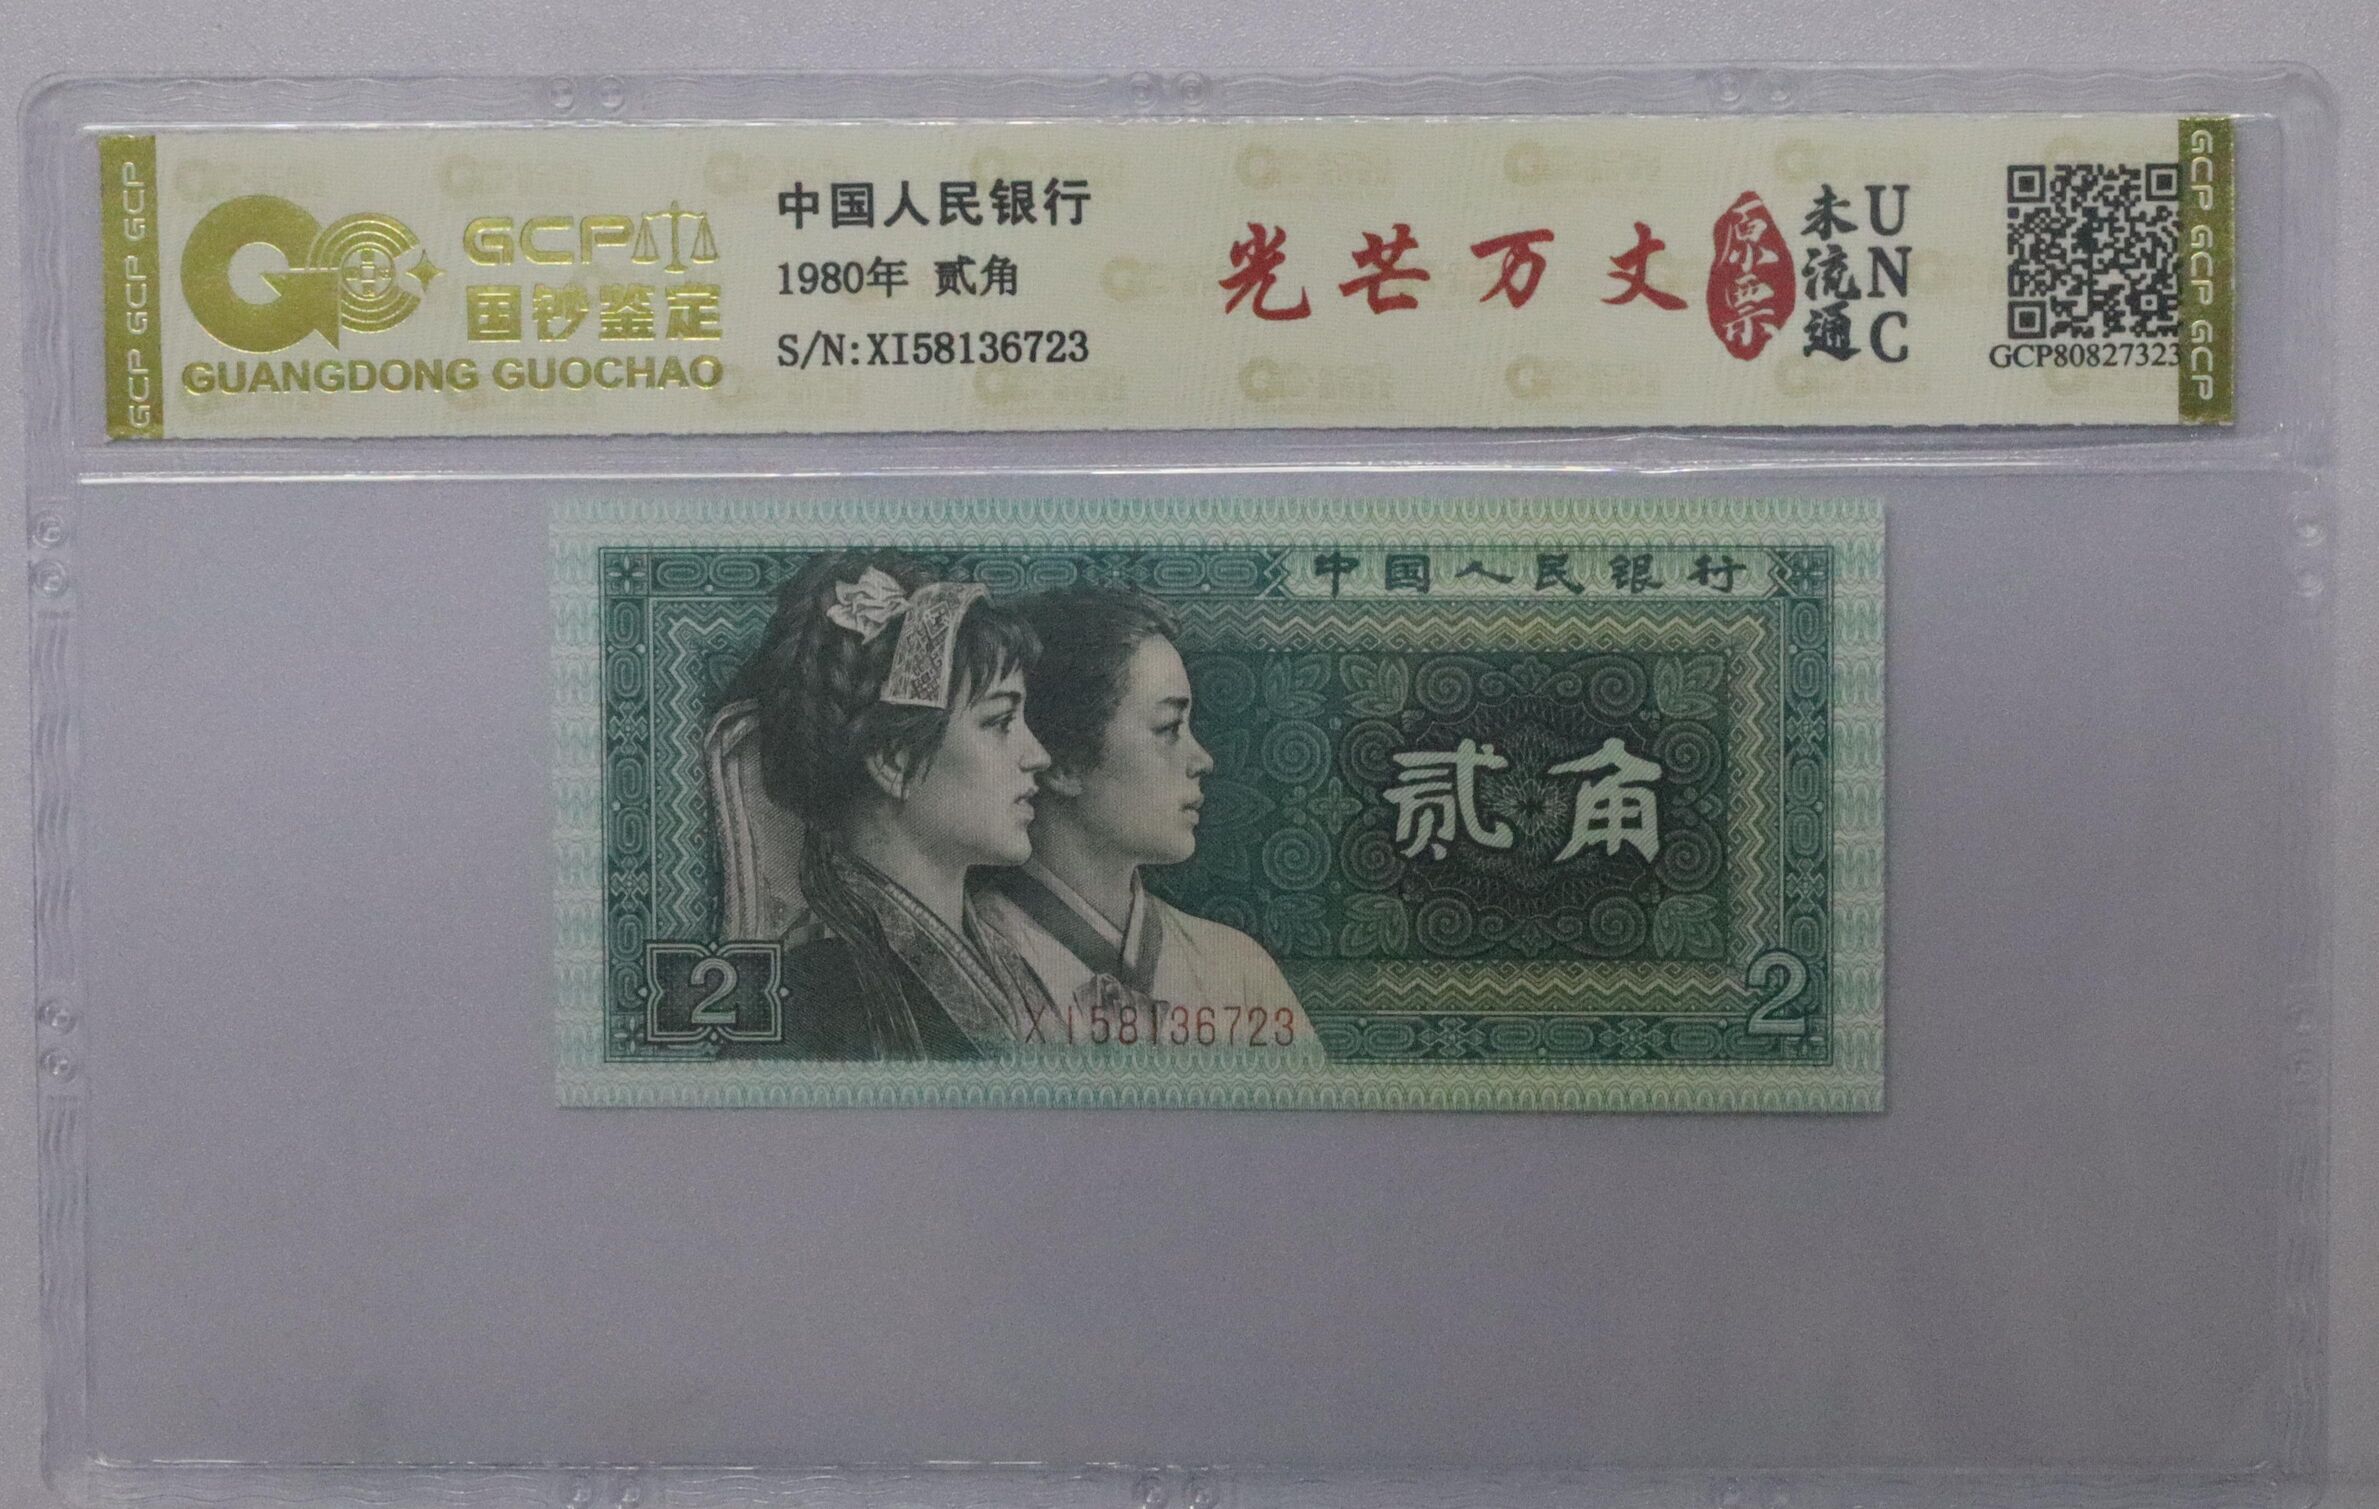 GCP GCP GCP
GCP
国钞鉴定
GUANGDONG GUOCHAO
中国人民银行
1980年 贰角
S/N:XI58136723
光芒万丈
原票
未流通
UNC
GCP80827323
GCP GCP GCP
中国人民银行
贰角
2
XI58136723
2